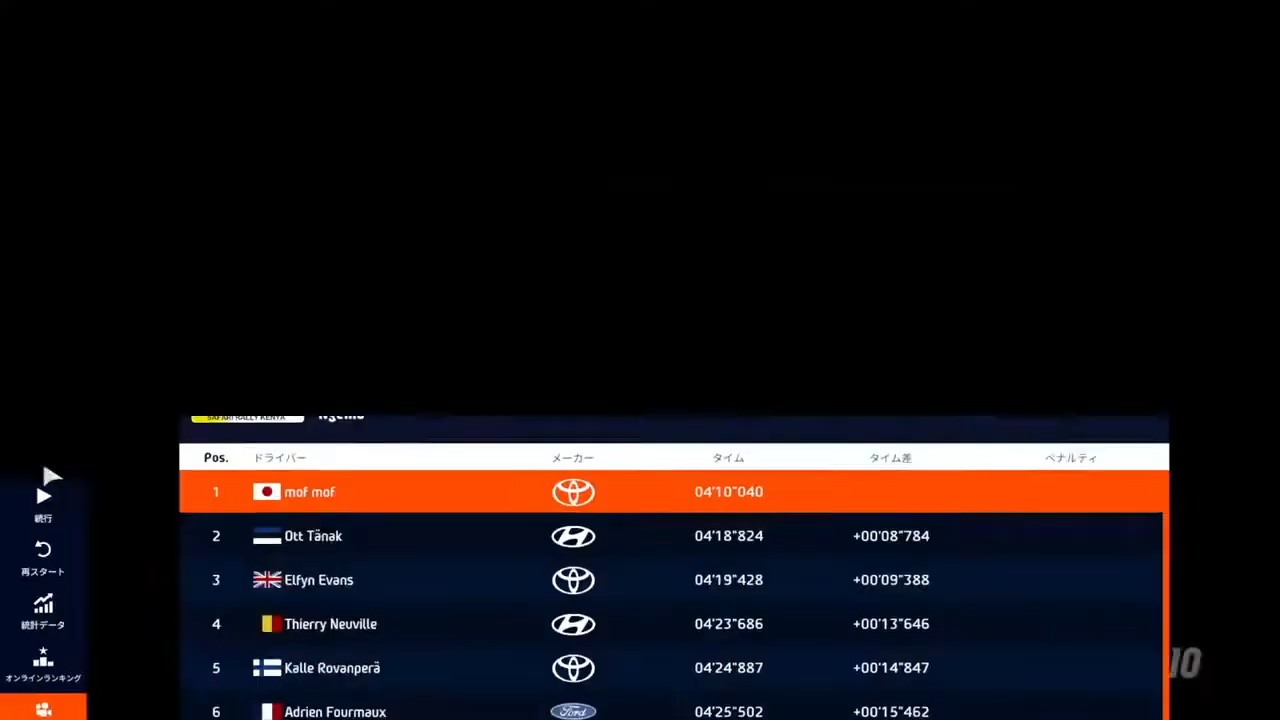 SAFARI RALLY KENYA
Pos. ドライバー メーカー タイム タイム差 ペナルティ
1 mof mof 04'10"040
2 Ott Tänak 04'18"824 +00'08"784
3 Elfyn Evans 04'19"428 +00'09"388
4 Thierry Neuville 04'23"686 +00'13"646
5 Kalle Rovanperä 04'24"887 +00'14"847
6 Adrien Fourmaux Ford 04'25"502 +00'15"462
続行
再スタート
統計データ
オンラインランキング
10